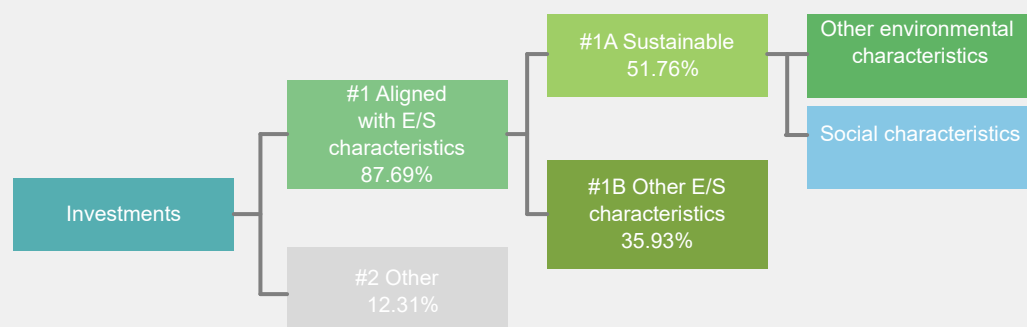 Investments
#1 Aligned
with E/S
characteristics
87.69%
#2 Other
12.31%
#1A Sustainable
51.76%
#1B Other E/S
characteristics
35.93%
Other environmental
characteristics
Social characteristics